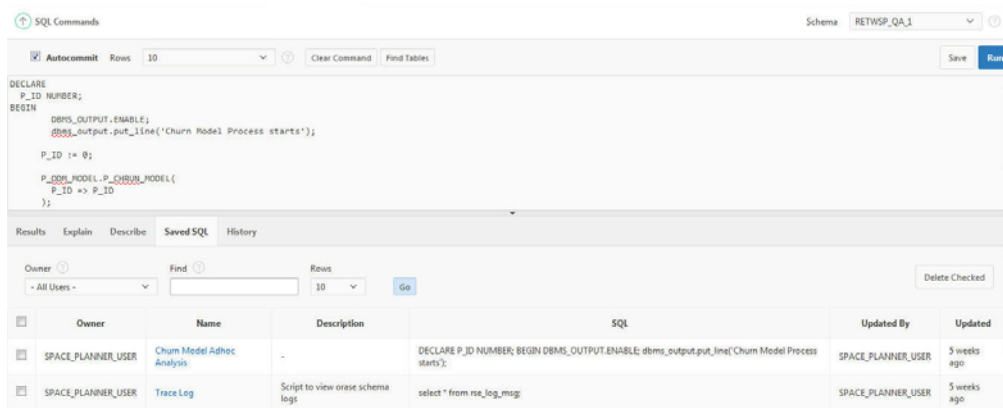 SQL Commands
Schema RETWSP_QA_1
Autocommit Rows 10 Clear Command Find Tables Save Run
DECLARE
P_ID NUMBER;
BEGIN
DBMS_OUTPUT.ENABLE;
dbms_output.put_line('Churn Model Process starts');
P_ID := 0;
P_DDM_MODEL.P_CHRUN_MODEL(
P_ID => P_ID
);
Results Explain Describe Saved SQL History
Owner Find Rows
- All Users - 10 Go Delete Checked
Owner Name Description SQL Updated By Updated
SPACE_PLANNER_USER Churn Model Adhoc Analysis - DECLARE P_ID NUMBER; BEGIN DBMS_OUTPUT.ENABLE; dbms_output.put_line('Churn Model Process starts'); SPACE_PLANNER_USER 5 weeks ago
SPACE_PLANNER_USER Trace Log Script to view orase schema logs select * from rse_log_msg; SPACE_PLANNER_USER 5 weeks ago